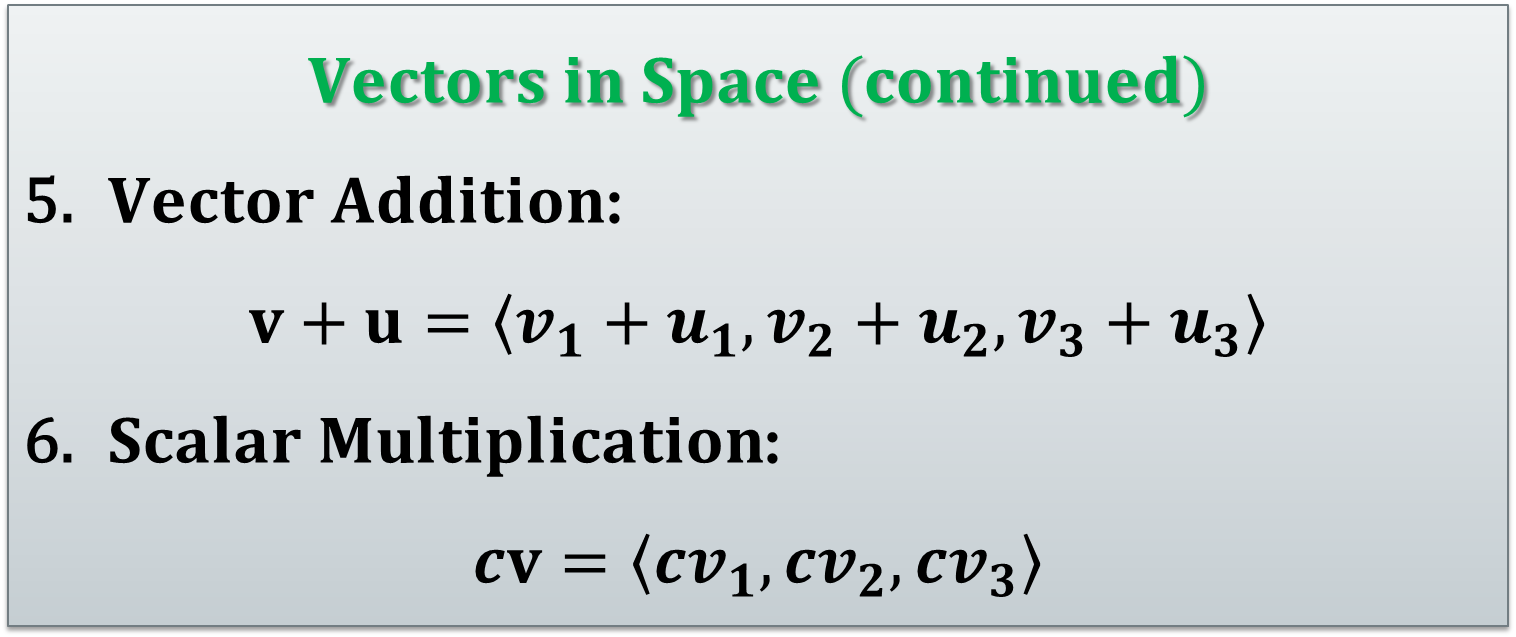 Vectors in Space (continued)
5. Vector Addition:
v + u = ⟨v₁ + u₁, v₂ + u₂, v₃ + u₃⟩
6. Scalar Multiplication:
cv = ⟨cv₁, cv₂, cv₃⟩